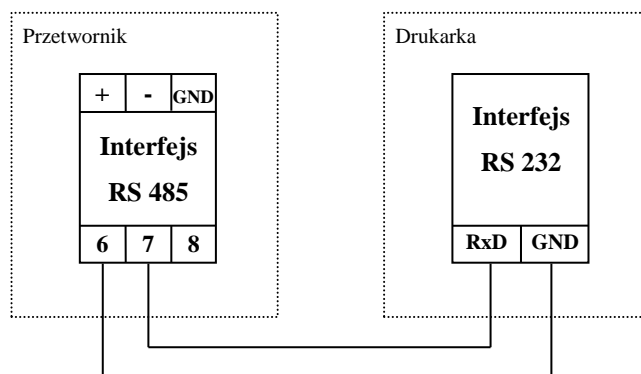 Przetwornik
+ - GND
Interfejs
RS 485
6 7 8
Drukarka
Interfejs
RS 232
RxD GND